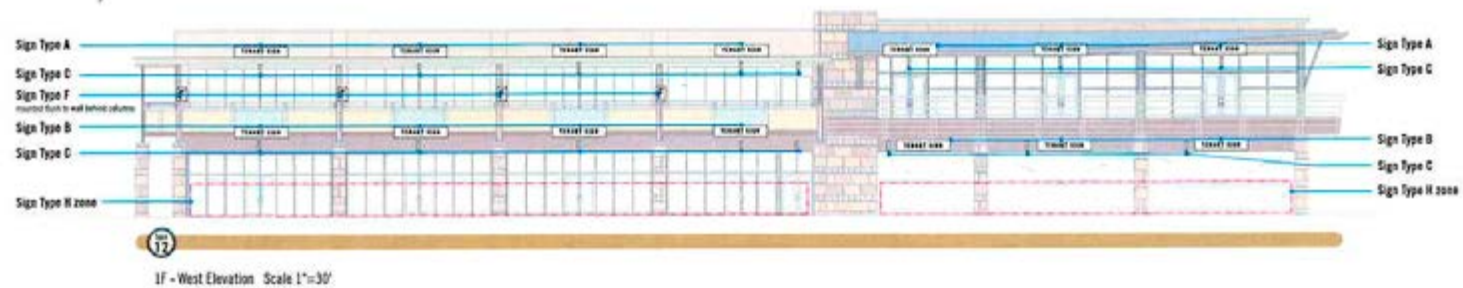 Sign Type A
TENANT SIGN TENANT SIGN TENANT SIGN TENANT SIGN
TENANT SIGN TENANT SIGN TENANT SIGN
Sign Type A
Sign Type C
Sign Type G
Sign Type F
mounted flush to wall behind columns
Sign Type B
TENANT SIGN TENANT SIGN TENANT SIGN TENANT SIGN
TENANT SIGN TENANT SIGN TENANT SIGN
Sign Type B
Sign Type G
Sign Type C
Sign Type H zone
Sign Type H zone
12
1F - West Elevation Scale 1"=30'